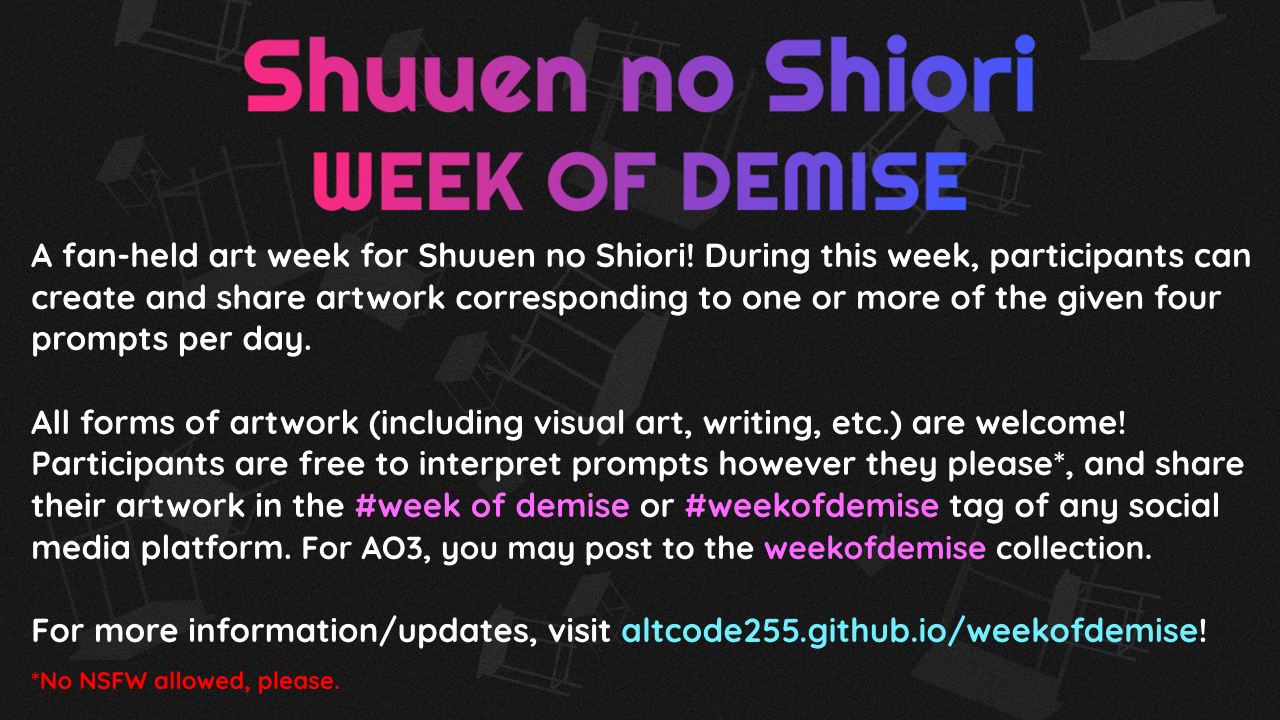 Shuuen no Shiori
WEEK OF DEMISE
A fan-held art week for Shuuen no Shiori! During this week, participants can
create and share artwork corresponding to one or more of the given four
prompts per day.
All forms of artwork (including visual art, writing, etc.) are welcome!
Participants are free to interpret prompts however they please*, and share
their artwork in the #week of demise or #weekofdemise tag of any social
media platform. For AO3, you may post to the weekofdemise collection.
For more information/updates, visit altcode255.github.io/weekofdemise!
*No NSFW allowed, please.